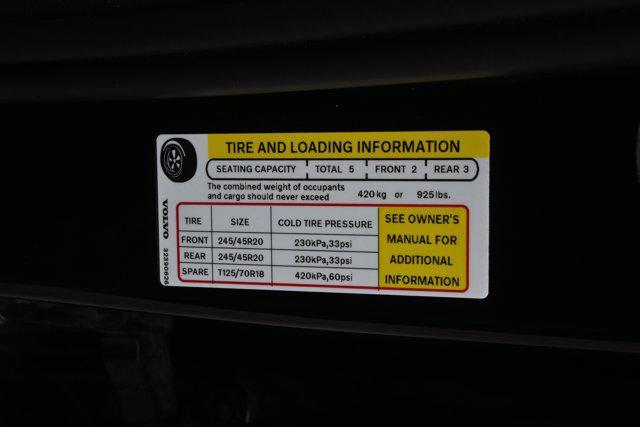 TIRE AND LOADING INFORMATION
SEATING CAPACITY TOTAL 5 FRONT 2 REAR 3
The combined weight of occupants
and cargo should never exceed 420kg or 925lbs.
TIRE SIZE COLD TIRE PRESSURE
FRONT 245/45R20 230kPa,33psi
REAR 245/45R20 230kPa,33psi
SPARE T125/70R18 420kPa,60psi
SEE OWNER'S
MANUAL FOR
ADDITIONAL
INFORMATION
VOLVO 32290626